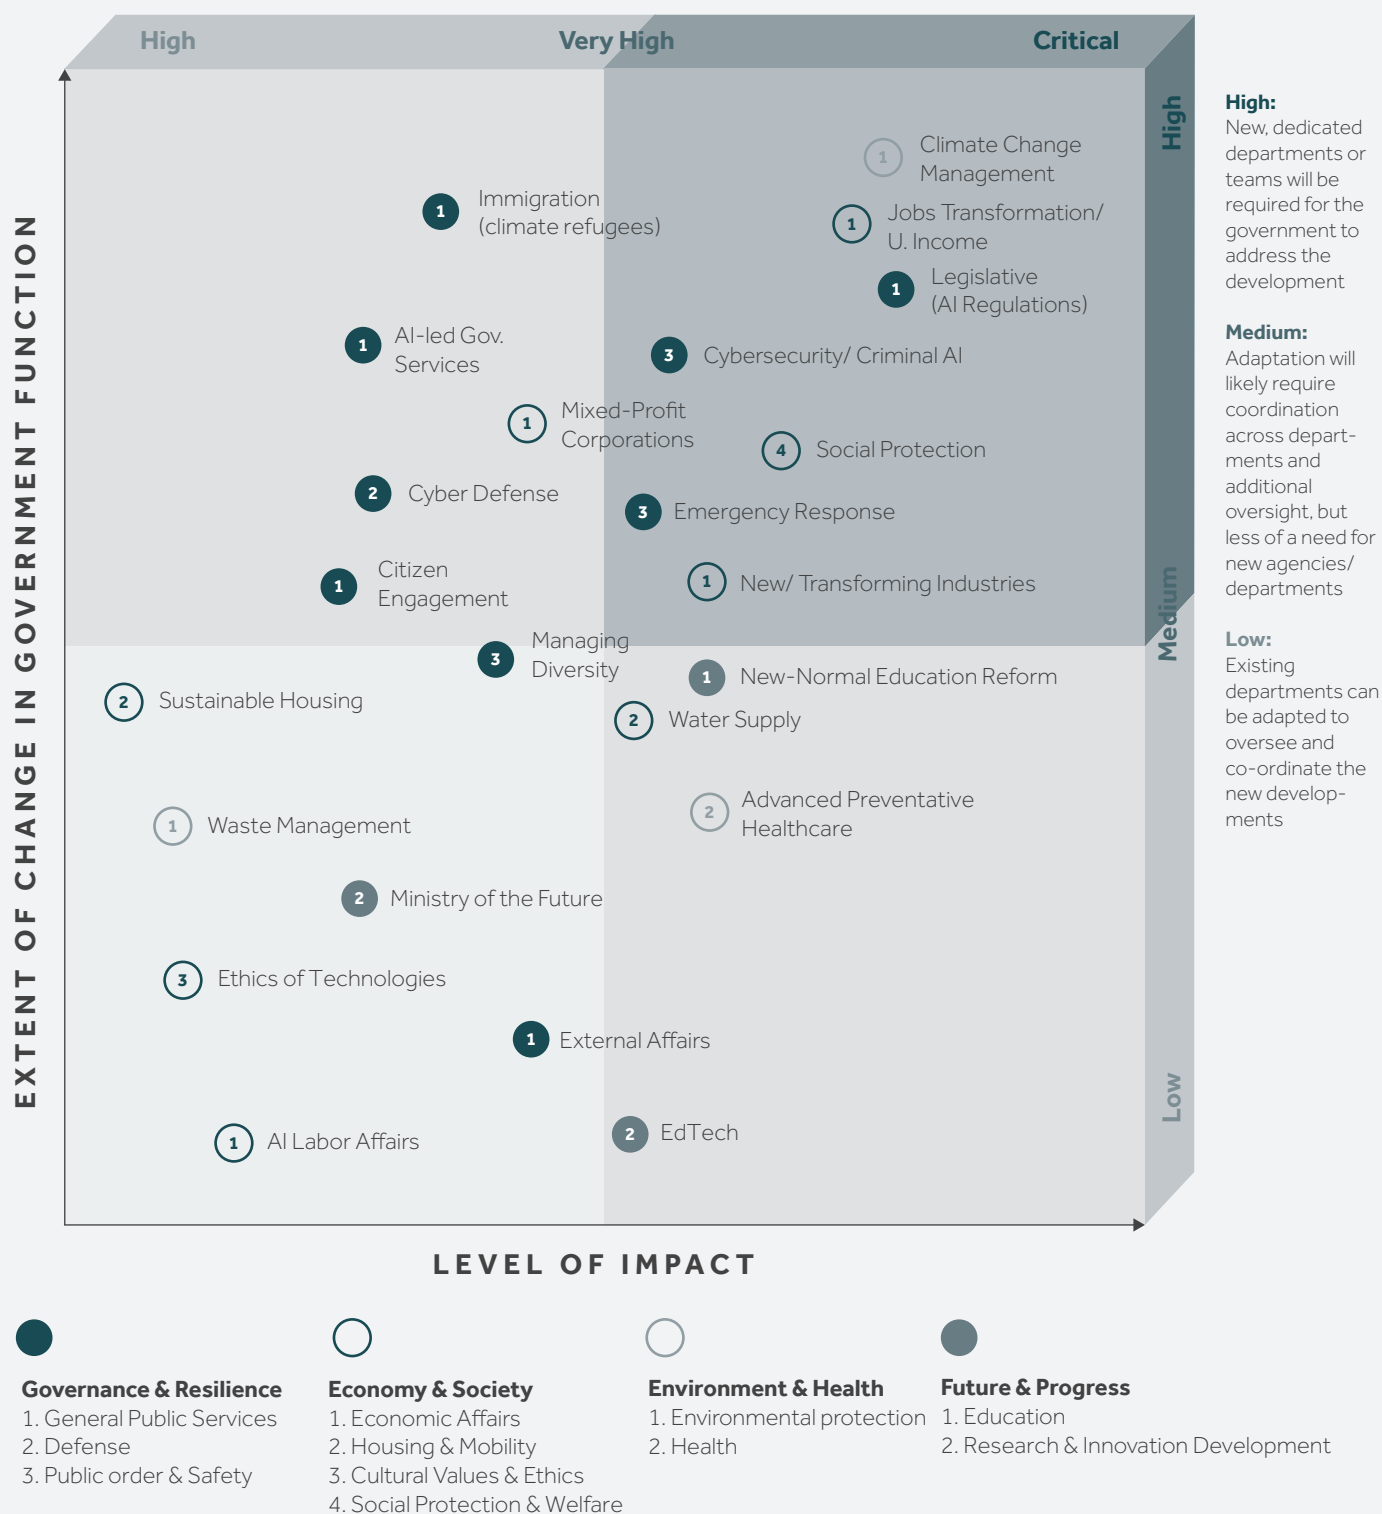 High
Very High
Critical
High
Medium
Low
EXTENT OF CHANGE IN GOVERNMENT FUNCTION
1
Climate Change
Management
1
Immigration
(climate refugees)
1
Jobs Transformation/
U. Income
1
Legislative
(AI Regulations)
1
AI-led Gov.
Services
3
Cybersecurity/ Criminal AI
1
Mixed-Profit
Corporations
4
Social Protection
2
Cyber Defense
3
Emergency Response
1
Citizen
Engagement
1
New/ Transforming Industries
3
Managing
Diversity
1
New-Normal Education Reform
2
Sustainable Housing
2
Water Supply
1
Waste Management
2
Advanced Preventative
Healthcare
2
Ministry of the Future
3
Ethics of Technologies
1
External Affairs
1
AI Labor Affairs
2
EdTech
LEVEL OF IMPACT
High:
New, dedicated
departments or
teams will be
required for the
government to
address the
development
Medium:
Adaptation will
likely require
coordination
across depart-
ments and
additional
oversight, but
less of a need for
new agencies/
departments
Low:
Existing
departments can
be adapted to
oversee and
co-ordinate the
new develop-
ments
Governance & Resilience
1. General Public Services
2. Defense
3. Public order & Safety
Economy & Society
1. Economic Affairs
2. Housing & Mobility
3. Cultural Values & Ethics
4. Social Protection & Welfare
Environment & Health
1. Environmental protection
2. Health
Future & Progress
1. Education
2. Research & Innovation Development